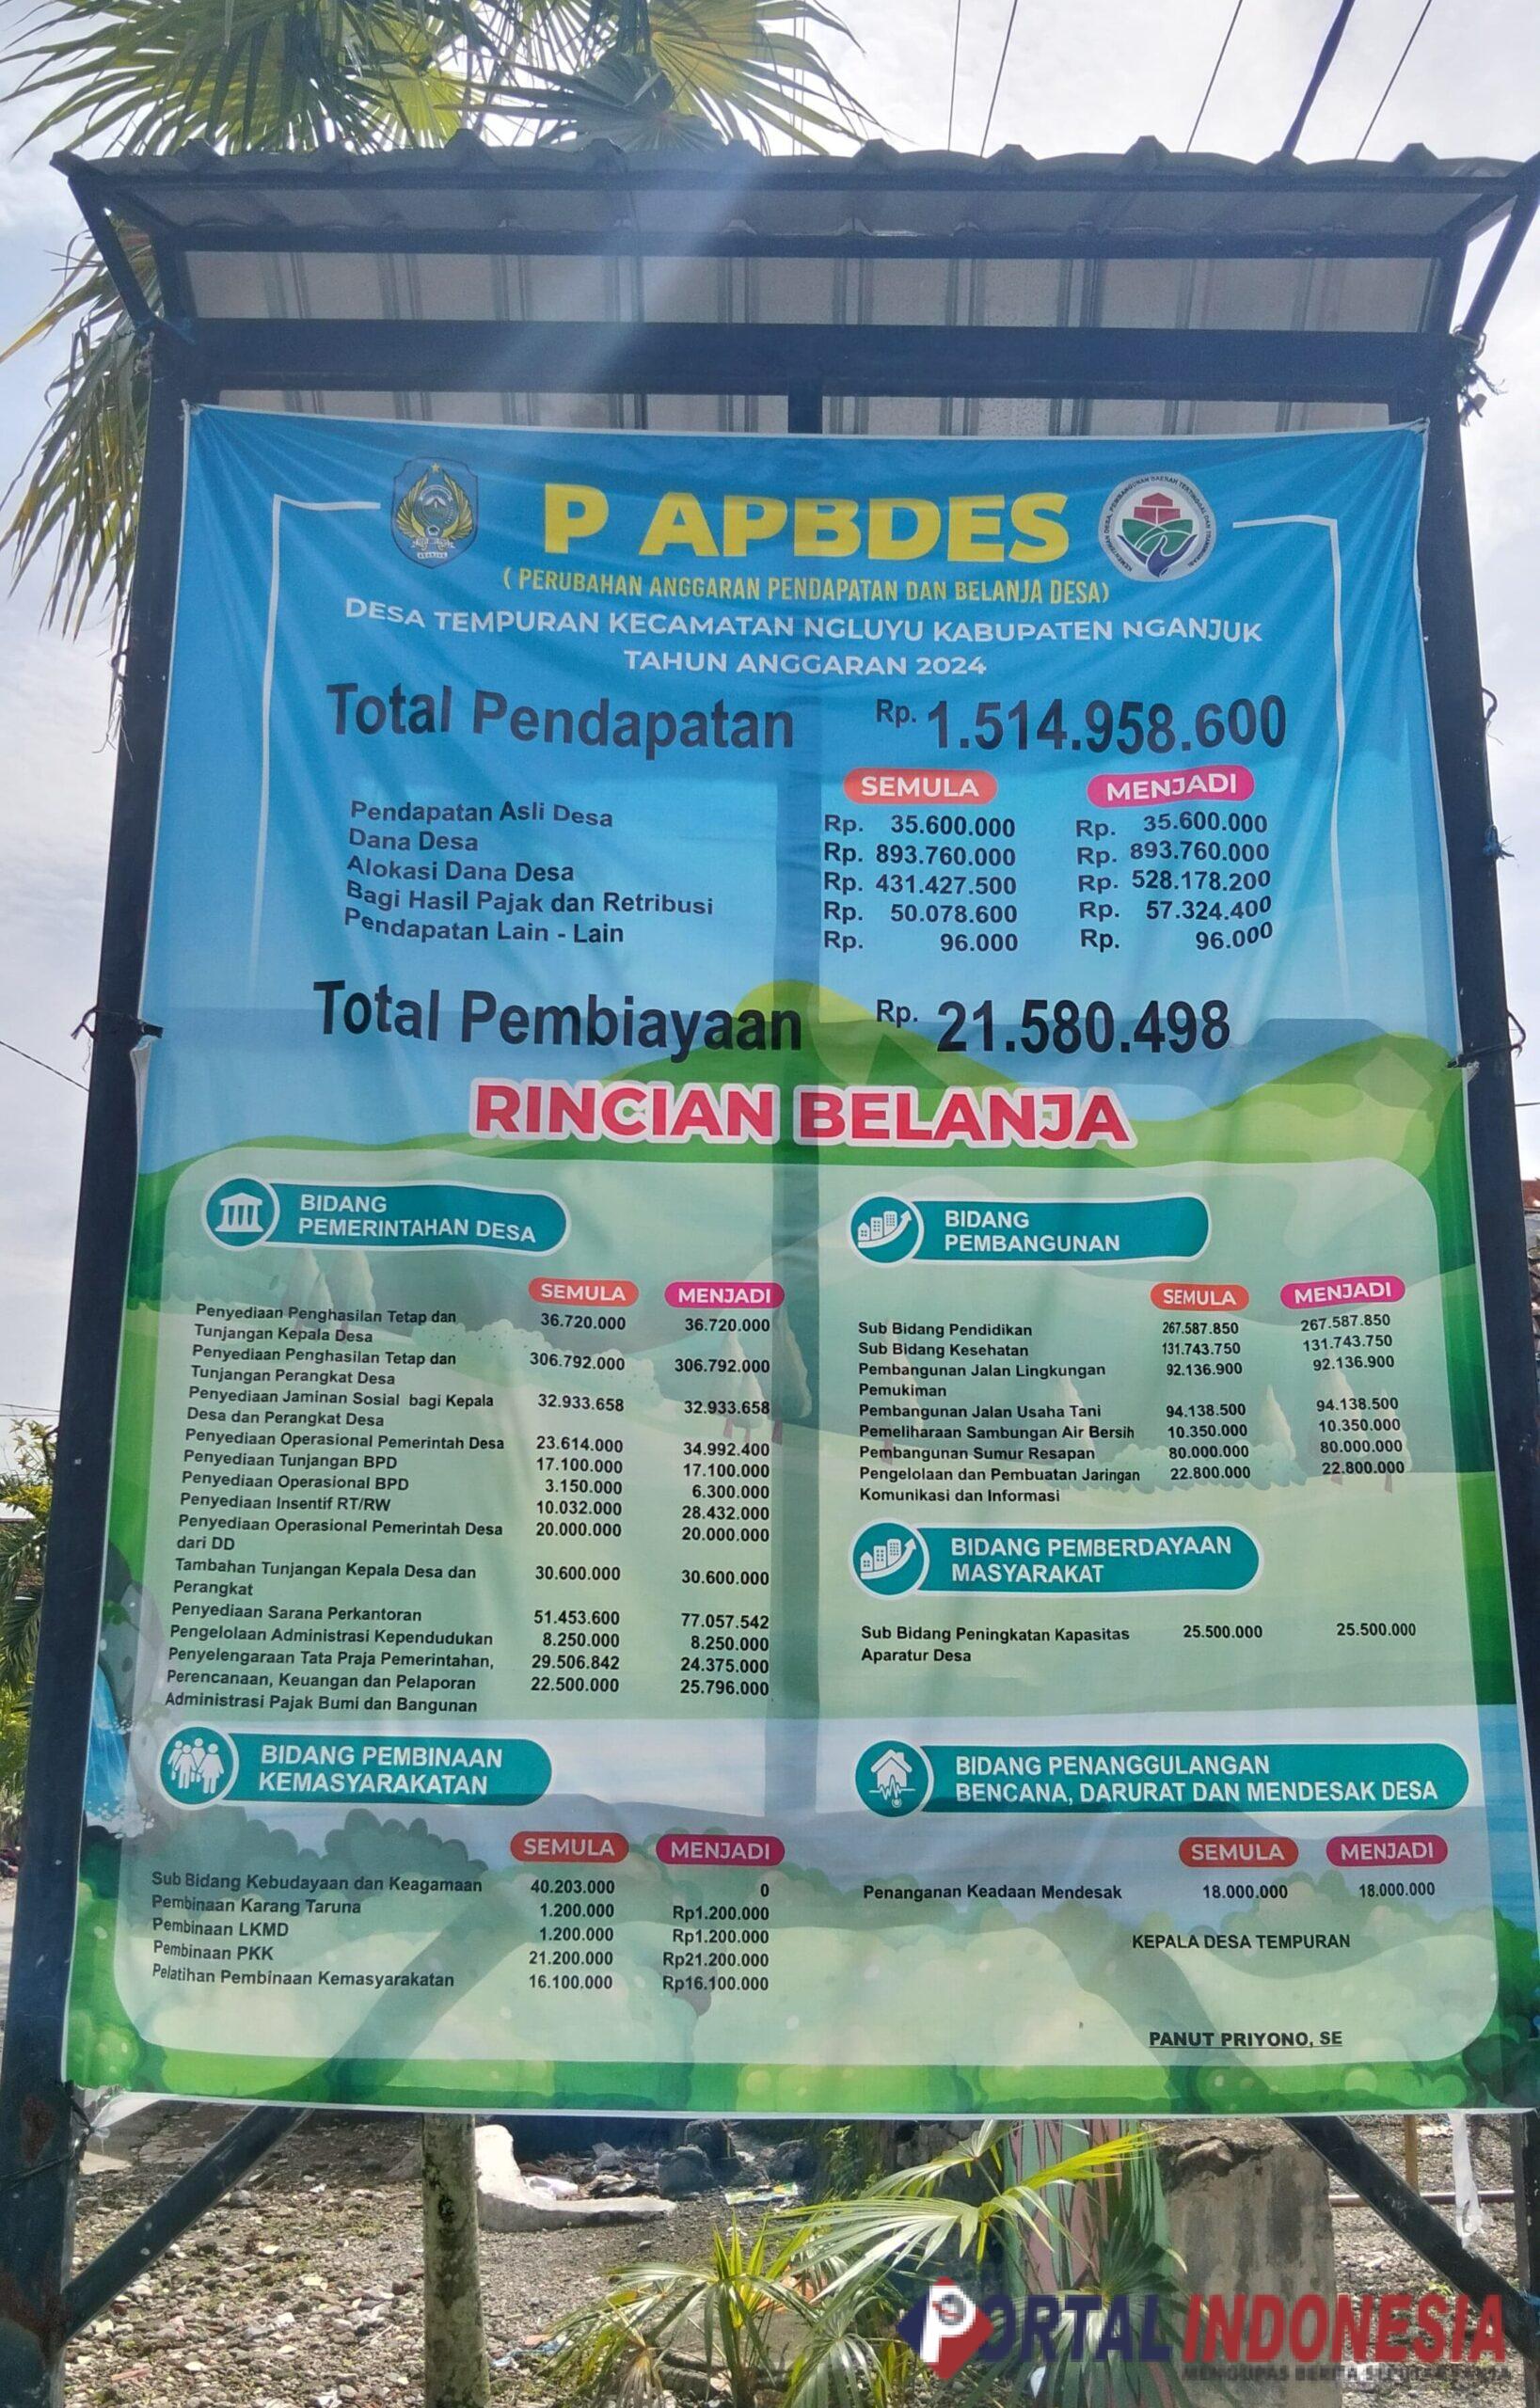 P APBDES
( PERUBAHAN ANGGARAN PENDAPATAN DAN BELANJA DESA)
DESA TEMPURAN KECAMATAN NGLUYU KABUPATEN NGANJUK
TAHUN ANGGARAN 2024
Total Pendapatan Rp. 1.514.958.600
SEMULA MENJADI
Pendapatan Asli Desa Rp. 35.600.000 Rp. 35.600.000
Dana Desa Rp. 893.760.000 Rp. 893.760.000
Alokasi Dana Desa Rp. 431.427.500 Rp. 528.178.200
Bagi Hasil Pajak dan Retribusi Rp. 50.078.600 Rp. 57.324.400
Pendapatan Lain - Lain Rp. 96.000 Rp. 96.000
Total Pembiayaan Rp. 21.580.498
RINCIAN BELANJA
BIDANG
PEMERINTAHAN DESA
SEMULA MENJADI
Penyediaan Penghasilan Tetap dan 36.720.000 36.720.000
Tunjangan Kepala Desa
Penyediaan Penghasilan Tetap dan 306.792.000 306.792.000
Tunjangan Perangkat Desa
Penyediaan Jaminan Sosial bagi Kepala 32.933.658 32.933.658
Desa dan Perangkat Desa
Penyediaan Operasional Pemerintah Desa 23.614.000 34.992.400
Penyediaan Tunjangan BPD 17.100.000 17.100.000
Penyediaan Operasional BPD 3.150.000 6.300.000
Penyediaan Insentif RT/RW 10.032.000 28.432.000
Penyediaan Operasional Pemerintah Desa 20.000.000 20.000.000
dari DD
Tambahan Tunjangan Kepala Desa dan 30.600.000 30.600.000
Perangkat
Penyediaan Sarana Perkantoran 51.453.600 77.057.542
Pengelolaan Administrasi Kependudukan 8.250.000 8.250.000
Penyelengaraan Tata Praja Pemerintahan, 29.506.842 24.375.000
Perencanaan, Keuangan dan Pelaporan 22.500.000 25.796.000
Administrasi Pajak Bumi dan Bangunan
BIDANG
PEMBANGUNAN
SEMULA MENJADI
Sub Bidang Pendidikan 267.587.850 267.587.850
Sub Bidang Kesehatan 131.743.750 131.743.750
Pembangunan Jalan Lingkungan 92.136.900 92.136.900
Pemukiman
Pembangunan Jalan Usaha Tani 94.138.500 94.138.500
Pemeliharaan Sambungan Air Bersih 10.350.000 10.350.000
Pembangunan Sumur Resapan 80.000.000 80.000.000
Pengelolaan dan Pembuatan Jaringan 22.800.000 22.800.000
Komunikasi dan Informasi
BIDANG PEMBERDAYAAN
MASYARAKAT
Sub Bidang Peningkatan Kapasitas 25.500.000 25.500.000
Aparatur Desa
BIDANG PEMBINAAN
KEMASYARAKATAN
SEMULA MENJADI
Sub Bidang Kebudayaan dan Keagamaan 40.203.000 0
Pembinaan Karang Taruna 1.200.000 Rp1.200.000
Pembinaan LKMD 1.200.000 Rp1.200.000
Pembinaan PKK 21.200.000 Rp21.200.000
Pelatihan Pembinaan Kemasyarakatan 16.100.000 Rp16.100.000
BIDANG PENANGGULANGAN
BENCANA, DARURAT DAN MENDESAK DESA
SEMULA MENJADI
Penanganan Keadaan Mendesak 18.000.000 18.000.000
KEPALA DESA TEMPURAN
PANUT PRIYONO, SE
PORTAL INDONESIA